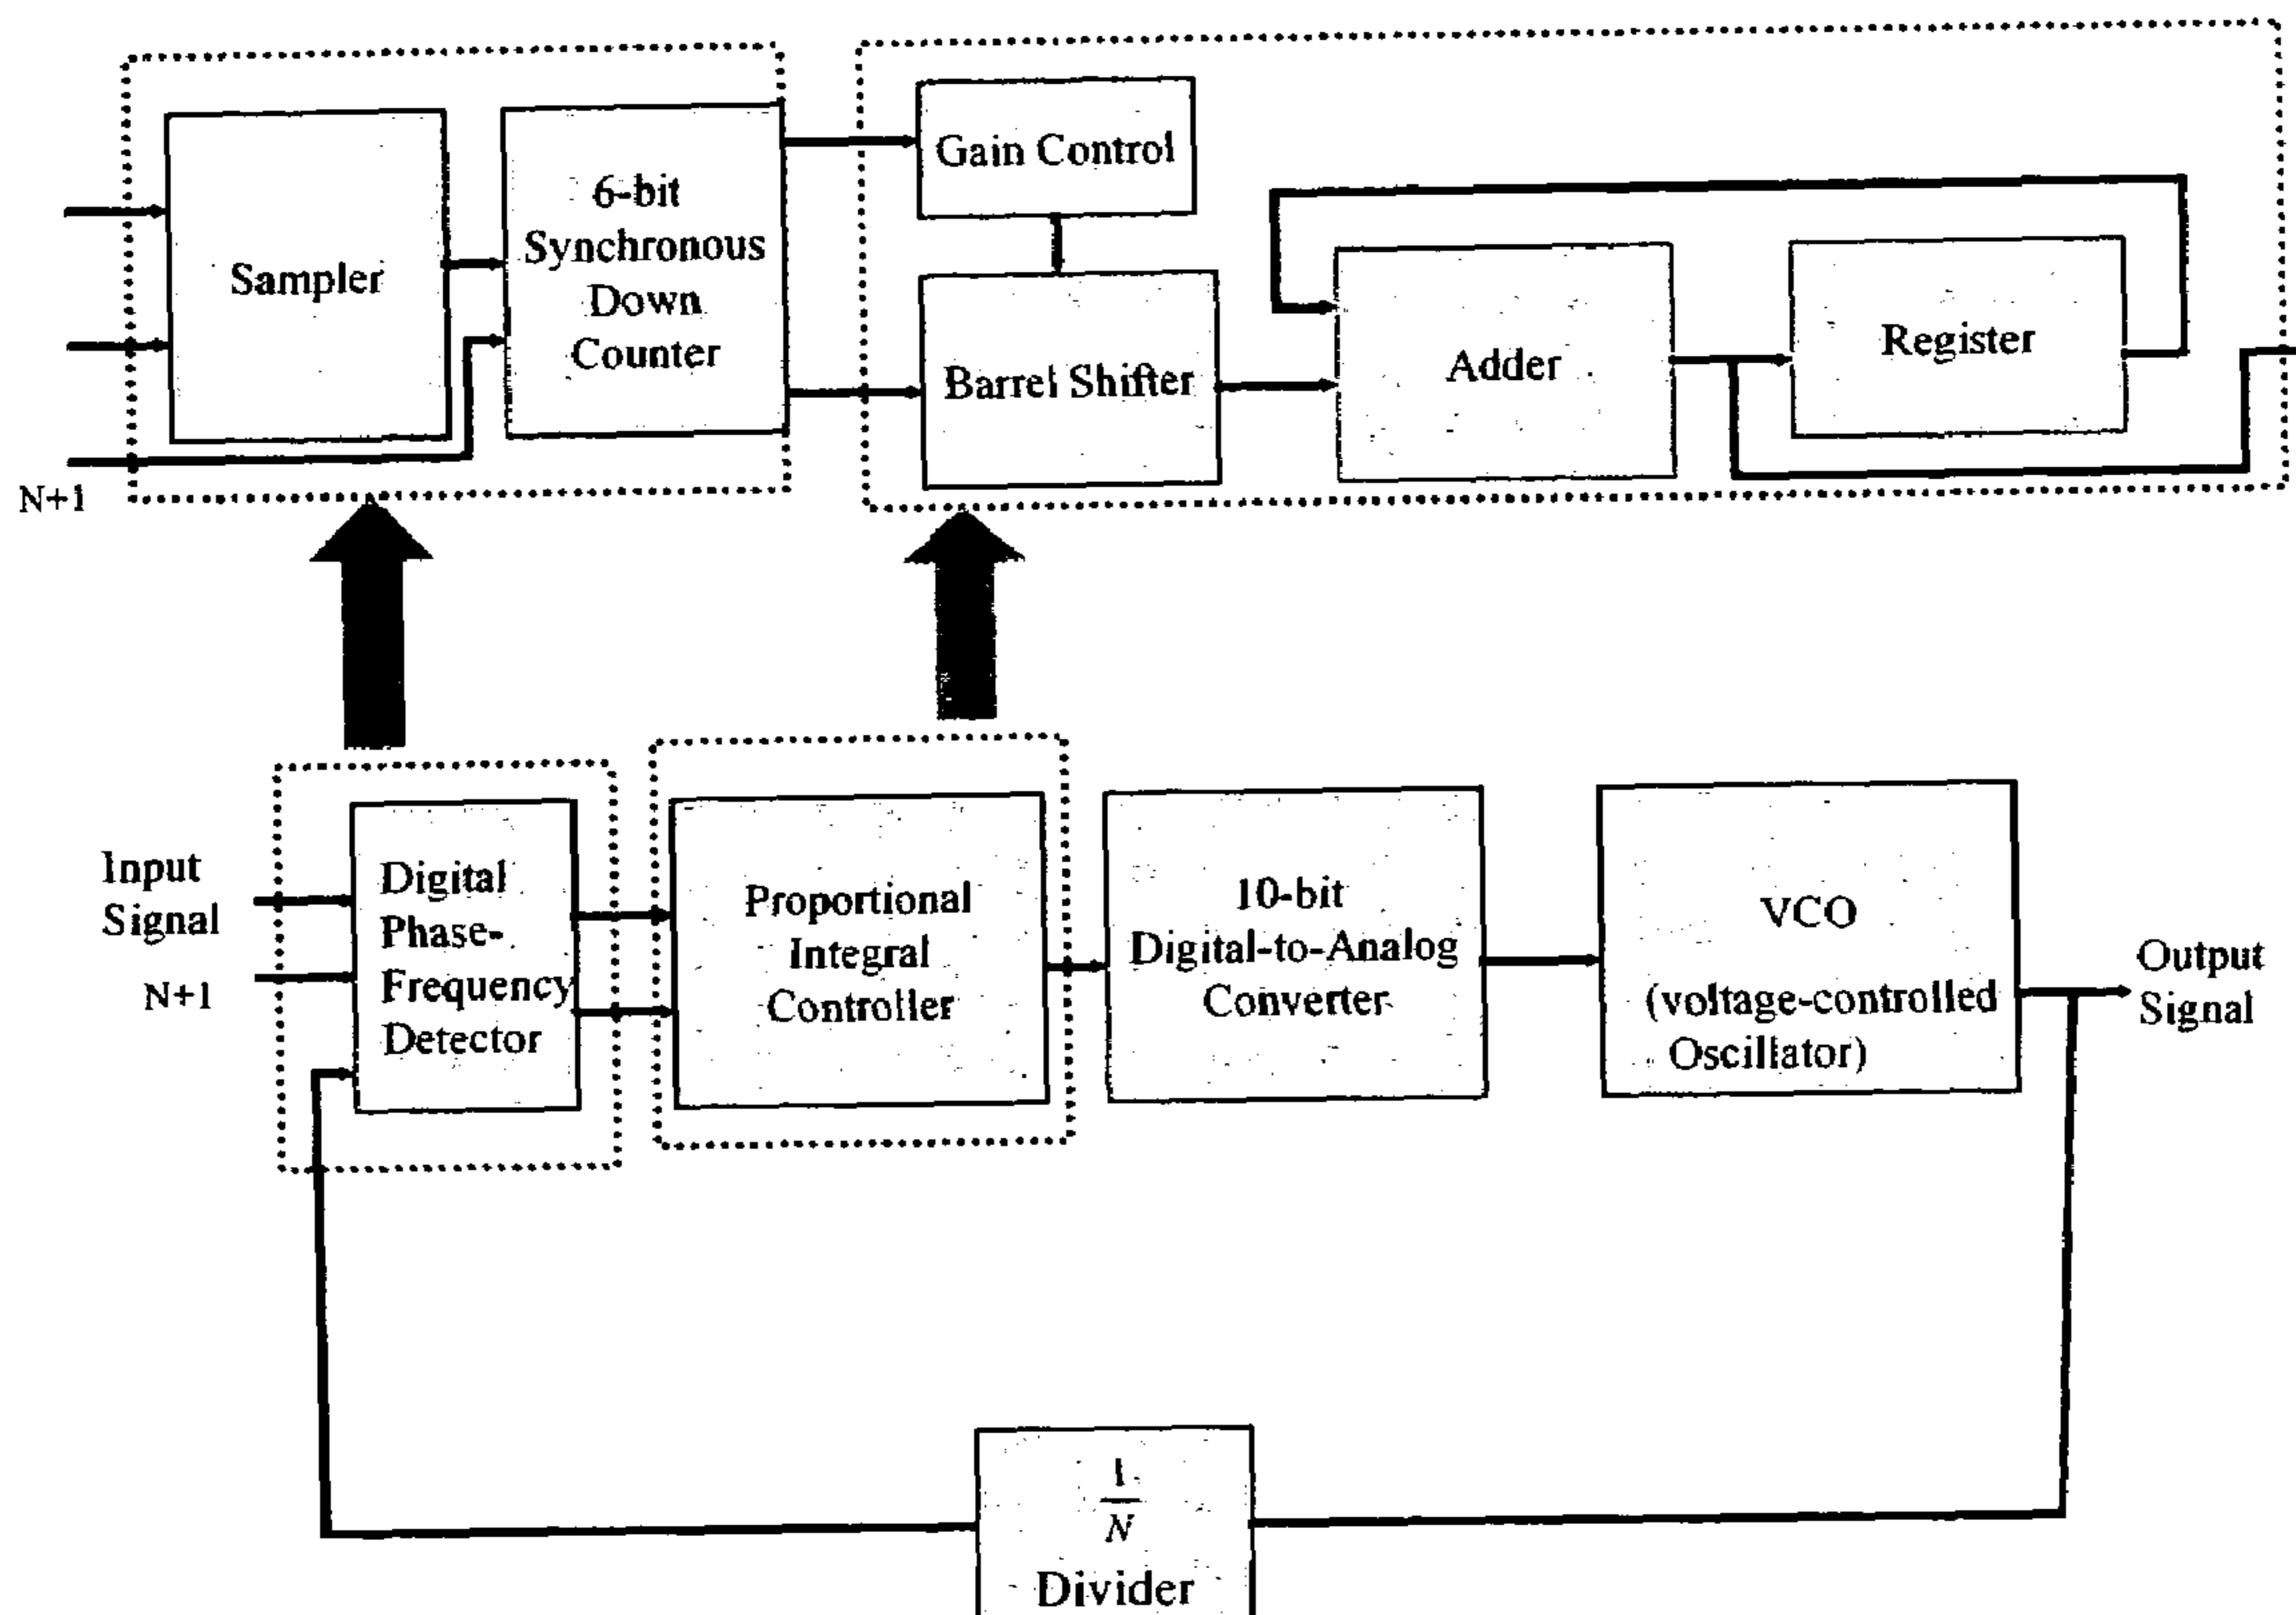 Sampler
6-bit
Synchronous
Down
Counter
Gain Control
Barrel Shifter
Adder
Register
N+1
Input
Signal
N+1
Digital
Phase-
Frequency
Detector
Proportional
Integral
Controller
10-bit
Digital-to-Analog
Converter
VCO
(voltage-controlled
Oscillator)
Output
Signal
1
N
Divider